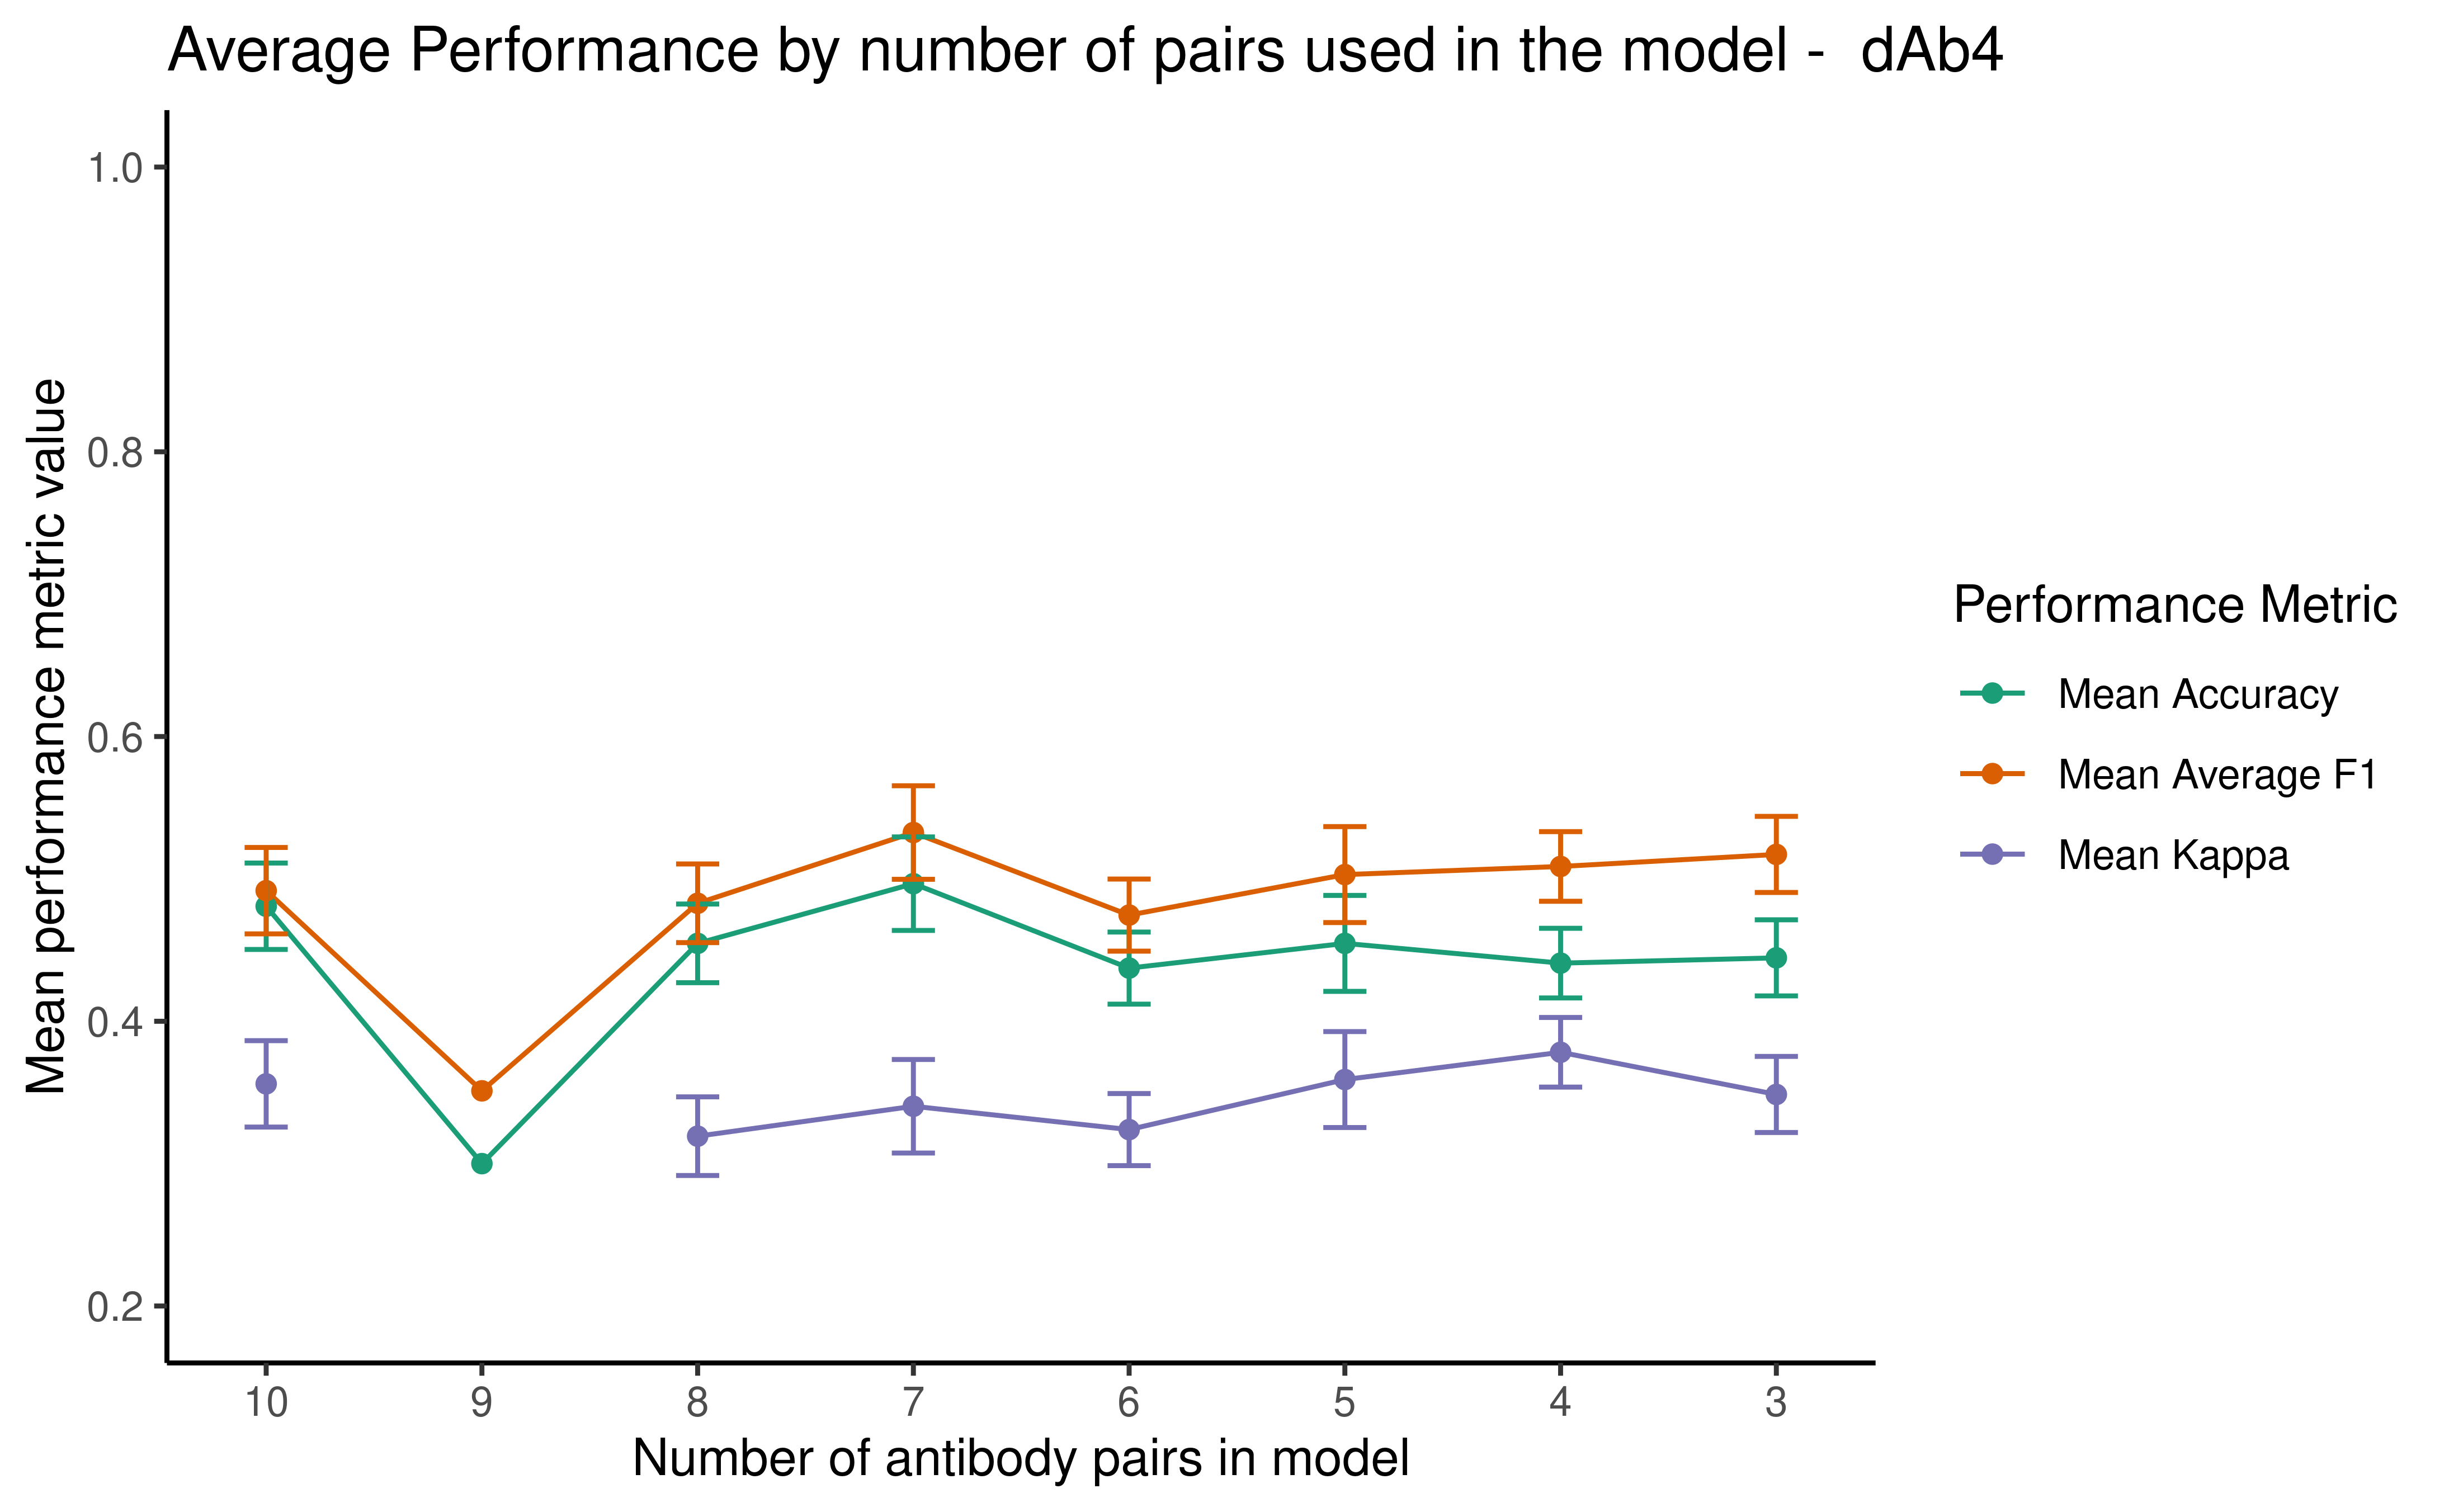 Average Performance by number of pairs used in the model -  dAb4
Mean performance metric value
1.0
0.8
0.6
0.4
0.2
10 9 8 7 6 5 4 3
Number of antibody pairs in model
Performance Metric
Mean Accuracy
Mean Average F1
Mean Kappa